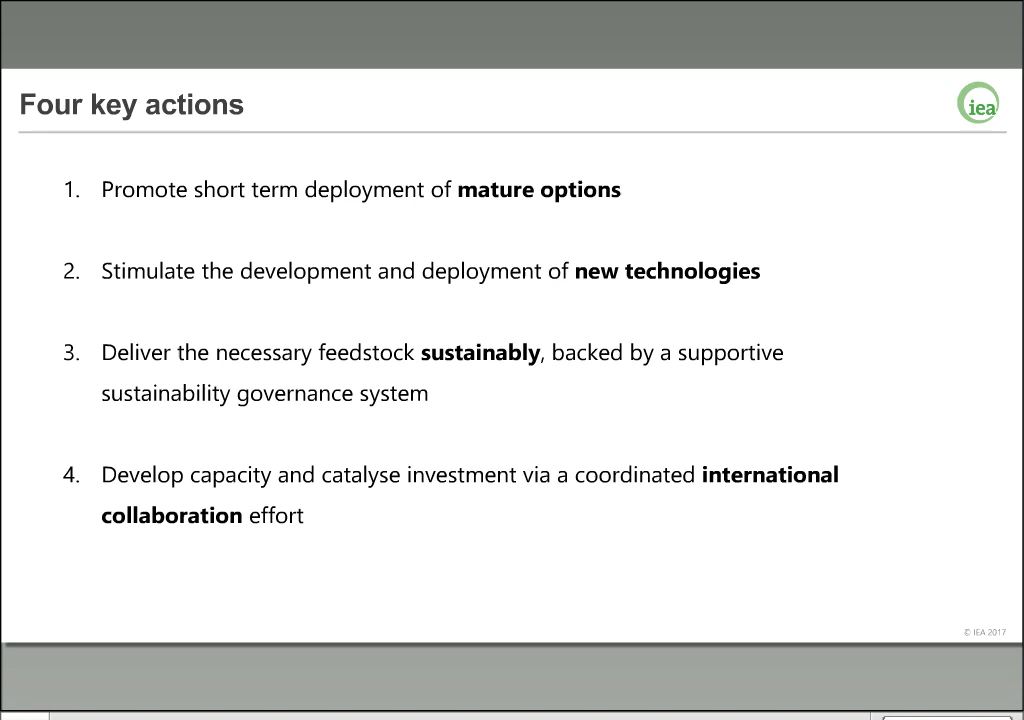 Four key actions
iea
1. Promote short term deployment of mature options
2. Stimulate the development and deployment of new technologies
3. Deliver the necessary feedstock sustainably, backed by a supportive
sustainability governance system
4. Develop capacity and catalyse investment via a coordinated international
collaboration effort
© IEA 2017